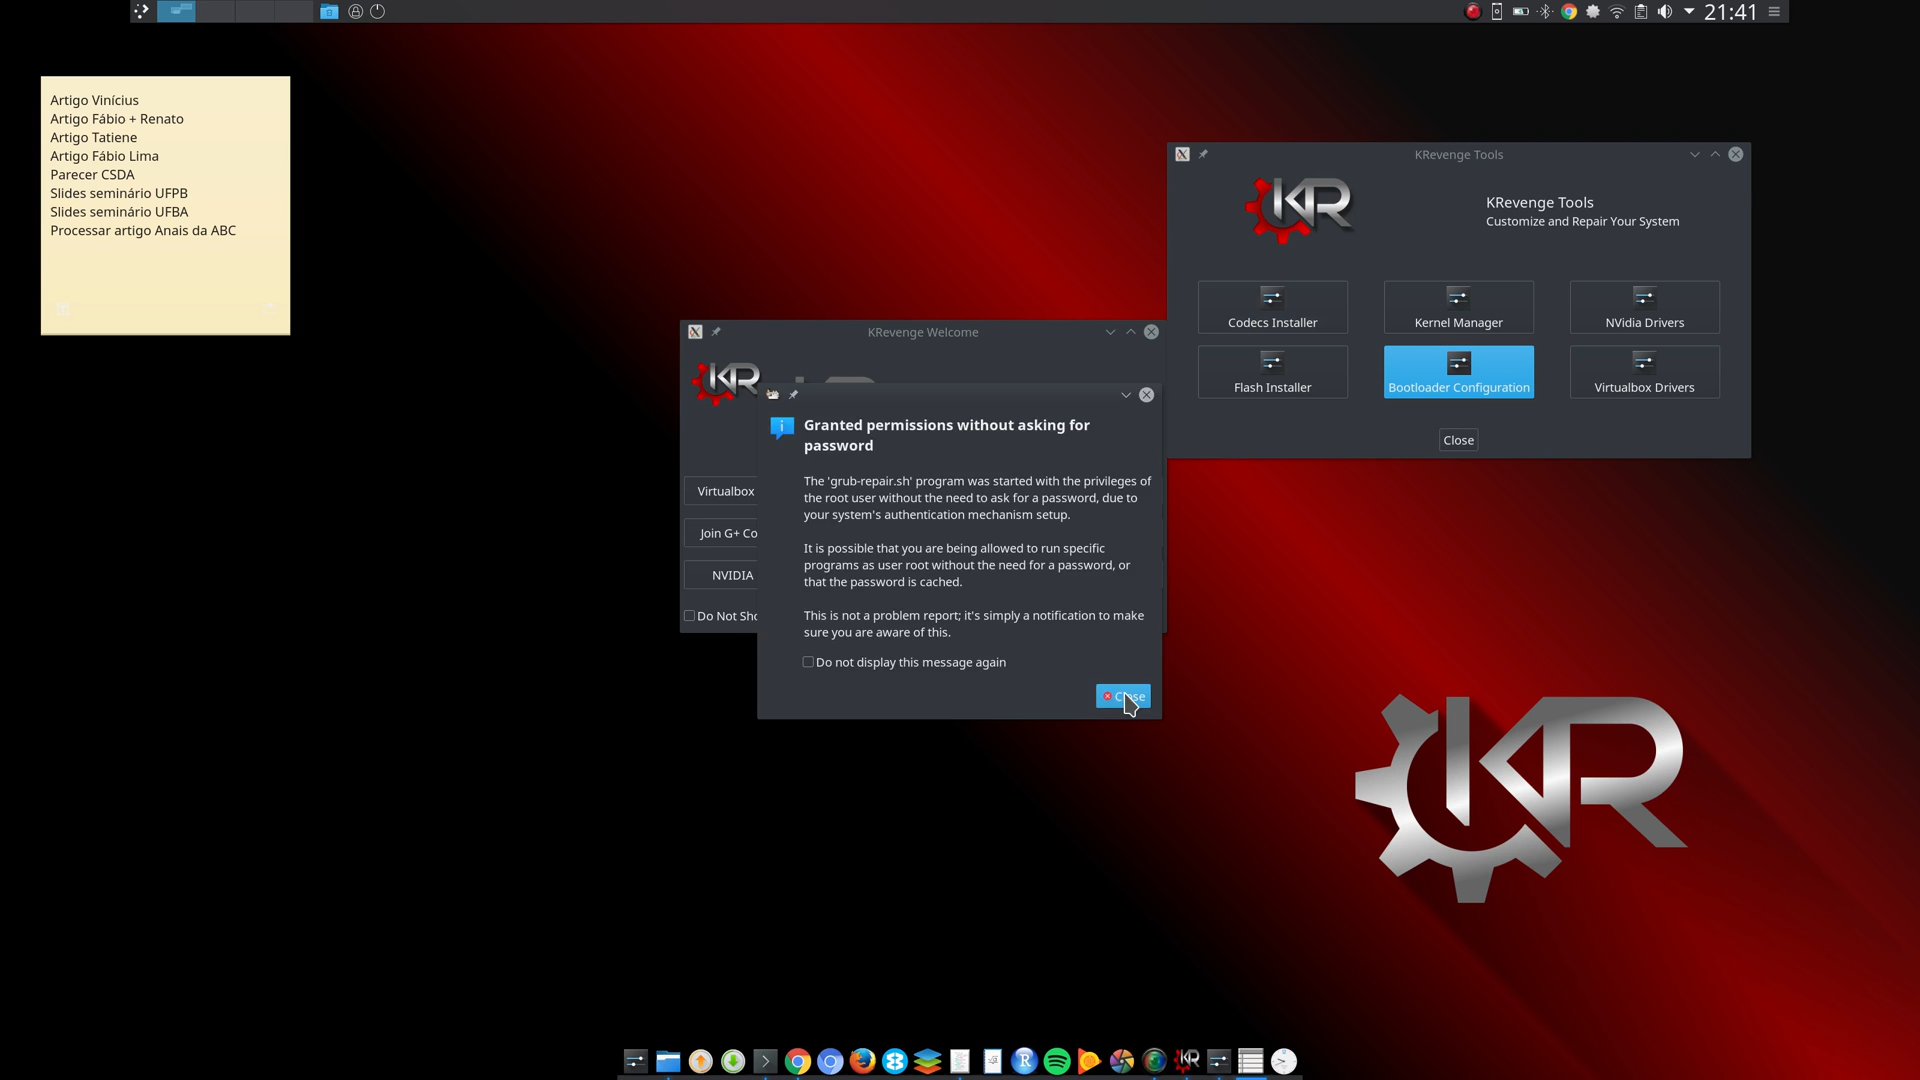 21:41
Artigo Vinícius
Artigo Fábio + Renato
Artigo Tatiene
Artigo Fábio Lima
Parecer CSDA
Slides seminário UFPB
Slides seminário UFBA
Processar artigo Anais da ABC
KRevenge Tools
KR
KRevenge Tools
Customize and Repair Your System
Codecs Installer
Kernel Manager
NVidia Drivers
Flash Installer
Bootloader Configuration
Virtualbox Drivers
Close
KRevenge Welcome
KR
Virtualbox
Join G+ Co
NVIDIA
Do Not Sho
Granted permissions without asking for
password
The 'grub-repair.sh' program was started with the privileges of
the root user without the need to ask for a password, due to
your system's authentication mechanism setup.
It is possible that you are being allowed to run specific
programs as user root without the need for a password, or
that the password is cached.
This is not a problem report; it's simply a notification to make
sure you are aware of this.
Do not display this message again
Close
KR